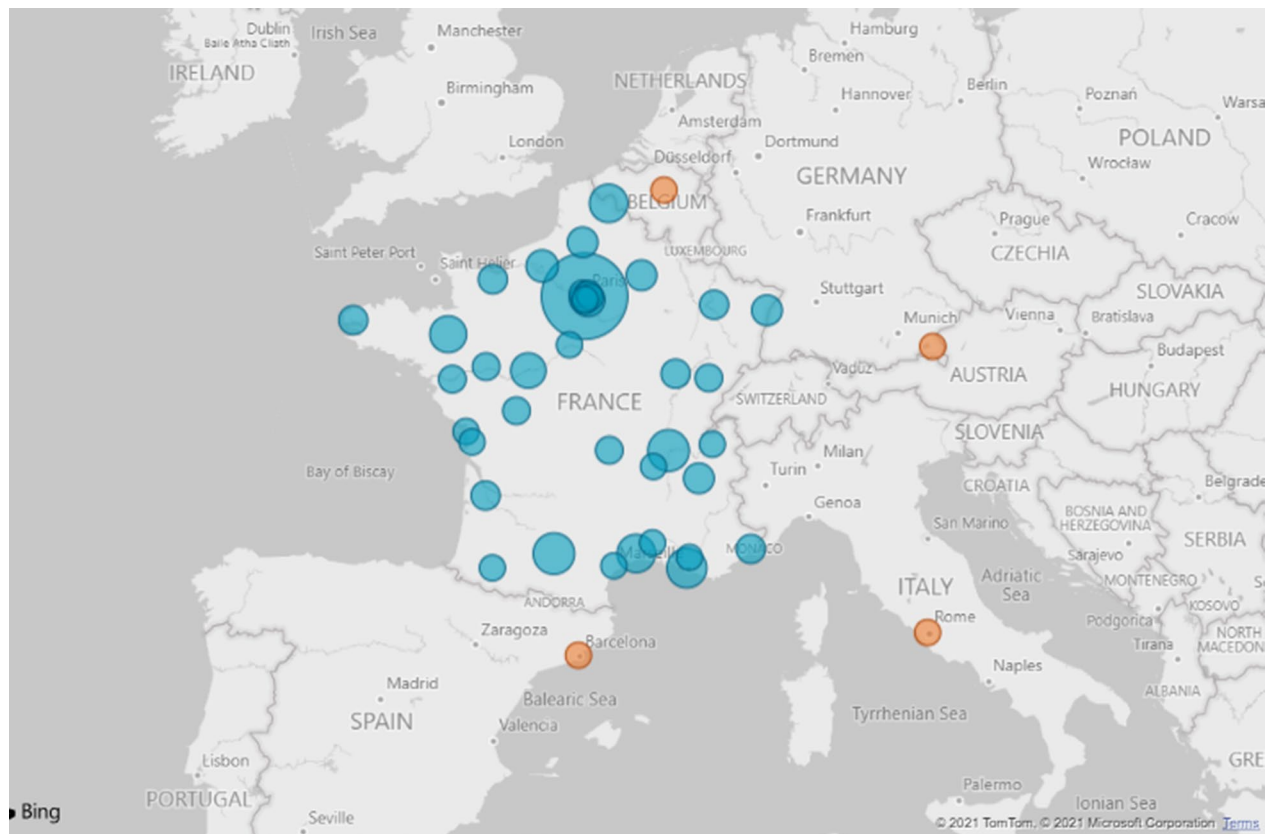 Hamburg
Dublin
Baile Átha Cliath
Irish Sea
Manchester
Bremen
IRELAND
NETHERLANDS
Berlin
Birmingham
Hannover
Poznań
Amsterdam
London
Dortmund
POLAND
Düsseldorf
Wrocław
GERMANY
BELGIUM
Frankfurt
Prague
Cracow
Saint Peter Port
LUXEMBOURG
CZECHIA
Saint Helier
Paris
Stuttgart
SLOVAKIA
Munich
Vienna
Bratislava
Budapest
Vaduz
AUSTRIA
HUNGARY
FRANCE
SWITZERLAND
SLOVENIA
Milan
Bay of Biscay
Turin
CROATIA
Belgrade
Genoa
BOSNIA AND
HERZEGOVINA
San Marino
SERBIA
MONACO
Sarajevo
Adriatic
Sea
MONTENEGRO
ITALY
ANDORRA
KOSOVO
Rome
Podgorica
Zaragoza
Barcelona
Tirana
NORTH
Naples
Madrid
ALBANIA
Balearic Sea
SPAIN
Tyrrhenian Sea
Valencia
Lisbon
Palermo
PORTUGAL
Ionian Sea
Bing
Seville
© 2021 TomTom, © 2021 Microsoft Corporation Terms